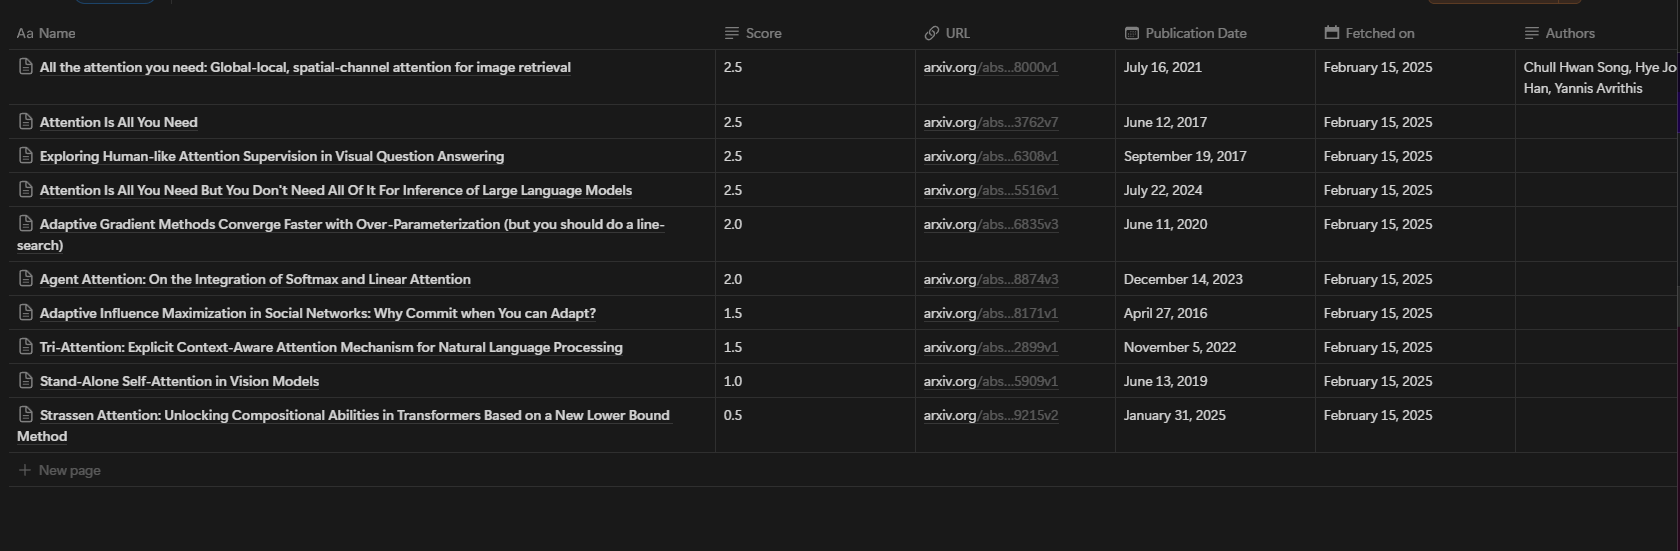 Aa Name Score URL Publication Date Fetched on Authors
All the attention you need: Global-local, spatial-channel attention for image retrieval 2.5 arxiv.org/abs...8000v1 July 16, 2021 February 15, 2025 Chull Hwan Song, Hye Jo
Han, Yannis Avrithis
Attention Is All You Need 2.5 arxiv.org/abs...3762v7 June 12, 2017 February 15, 2025
Exploring Human-like Attention Supervision in Visual Question Answering 2.5 arxiv.org/abs...6308v1 September 19, 2017 February 15, 2025
Attention Is All You Need But You Don't Need All Of It For Inference of Large Language Models 2.5 arxiv.org/abs...5516v1 July 22, 2024 February 15, 2025
Adaptive Gradient Methods Converge Faster with Over-Parameterization (but you should do a line- 2.0 arxiv.org/abs...6835v3 June 11, 2020 February 15, 2025
search)
Agent Attention: On the Integration of Softmax and Linear Attention 2.0 arxiv.org/abs...8874v3 December 14, 2023 February 15, 2025
Adaptive Influence Maximization in Social Networks: Why Commit when You can Adapt? 1.5 arxiv.org/abs...8171v1 April 27, 2016 February 15, 2025
Tri-Attention: Explicit Context-Aware Attention Mechanism for Natural Language Processing 1.5 arxiv.org/abs...2899v1 November 5, 2022 February 15, 2025
Stand-Alone Self-Attention in Vision Models 1.0 arxiv.org/abs...5909v1 June 13, 2019 February 15, 2025
Strassen Attention: Unlocking Compositional Abilities in Transformers Based on a New Lower Bound 0.5 arxiv.org/abs...9215v2 January 31, 2025 February 15, 2025
Method
+ New page